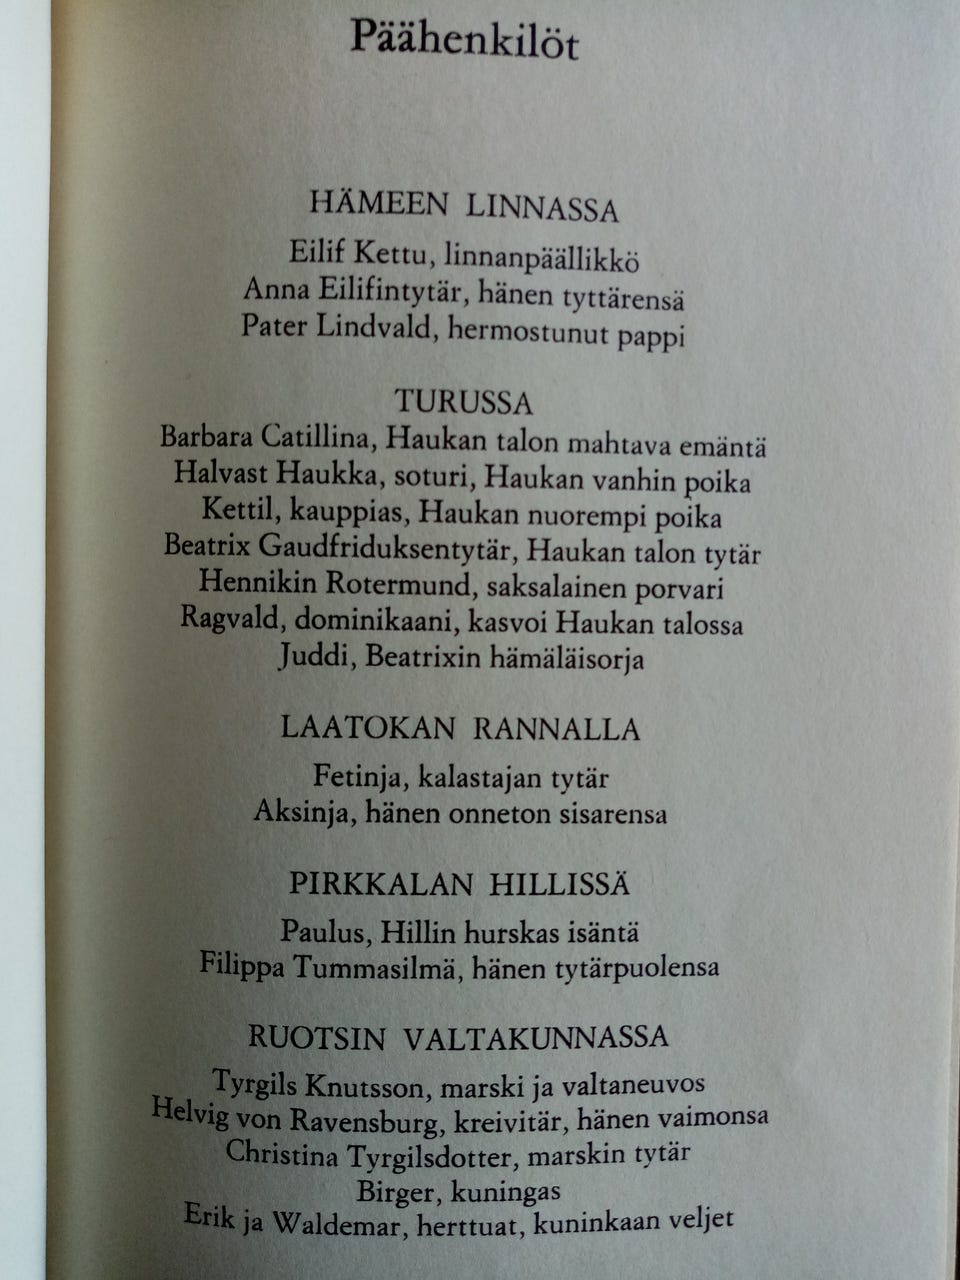 Päähenkilöt
HÄMEEN LINNASSA
Eilif Kettu, linnanpäällikkö
Anna Eilifintytär, hänen tyttärensä
Pater Lindvald, hermostunut pappi
TURUSSA
Barbara Catillina, Haukan talon mahtava emäntä
Halvast Haukka, soturi, Haukan vanhin poika
Kettil, kauppias, Haukan nuorempi poika
Beatrix Gaudfriduksentytär, Haukan talon tytär
Hennikin Rotermund, saksalainen porvari
Ragvald, dominikaani, kasvoi Haukan talossa
Juddi, Beatrixin hämäläisorja
LAATOKAN RANNALLA
Fetinja, kalastajan tytär
Aksinja, hänen onneton sisarensa
PIRKKALAN HILLISSÄ
Paulus, Hillin hurskas isäntä
Filippa Tummasilmä, hänen tytärpuolensa
RUOTSIN VALTAKUNNASSA
Tyrgils Knutsson, marski ja valtaneuvos
Helvig von Ravensburg, kreivitär, hänen vaimonsa
Christina Tyrgilsdotter, marskin tytär
Birger, kuningas
Erik ja Waldemar, herttuat, kuninkaan veljet